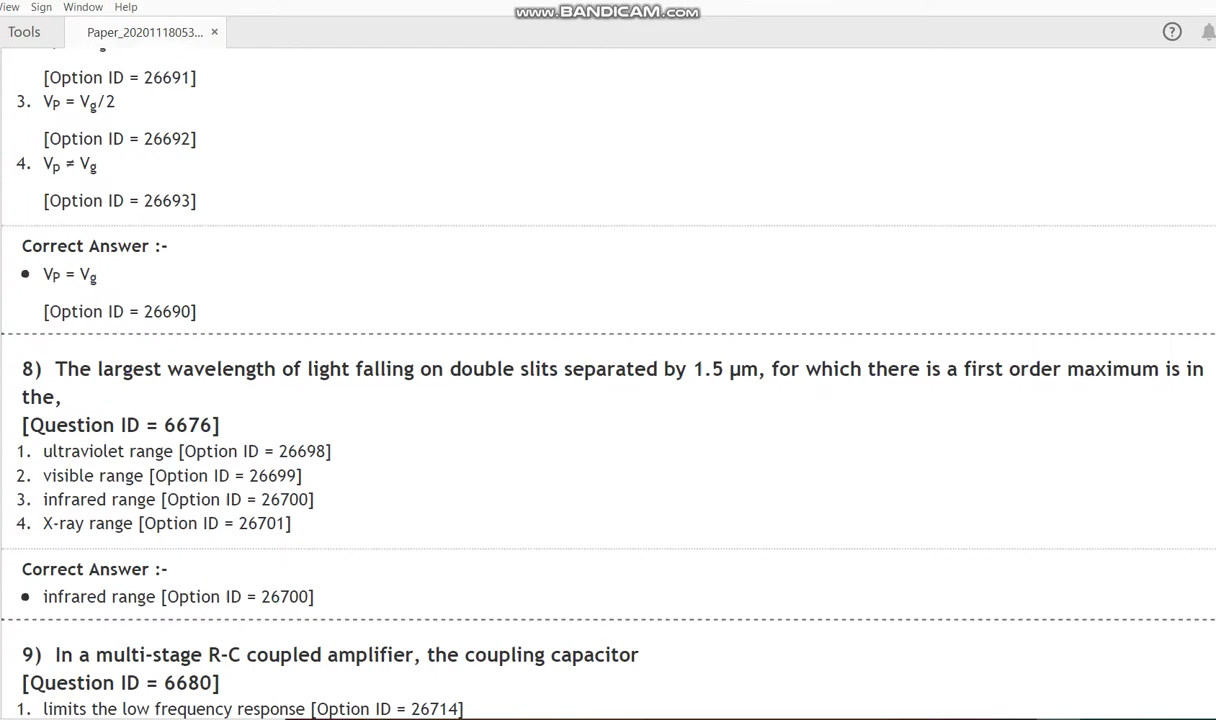 View Sign Window Help
www.BANDICAM.com
Tools Paper_20201118053... × ?
[Option ID = 26691]
3. VP = Vg/2
[Option ID = 26692]
4. Vp ≠ Vg
[Option ID = 26693]
Correct Answer :-
• VP = Vg
[Option ID = 26690]
8) The largest wavelength of light falling on double slits separated by 1.5 µm, for which there is a first order maximum is in
the,
[Question ID = 6676]
1. ultraviolet range [Option ID = 26698]
2. visible range [Option ID = 26699]
3. infrared range [Option ID = 26700]
4. X-ray range [Option ID = 26701]
Correct Answer :-
• infrared range [Option ID = 26700]
9) In a multi-stage R-C coupled amplifier, the coupling capacitor
[Question ID = 6680]
1. limits the low frequency response [Option ID = 26714]